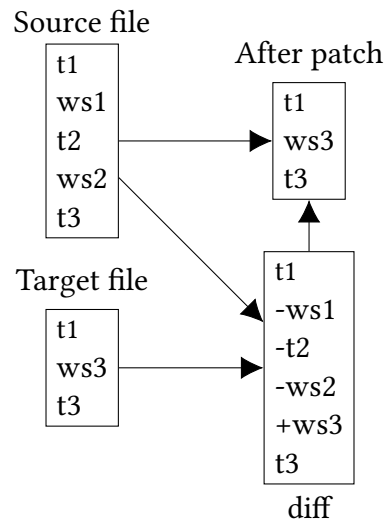 Source file
t1
ws1
t2
ws2
t3
After patch
t1
ws3
t3
Target file
t1
ws3
t3
t1
-ws1
-t2
-ws2
+ws3
t3
diff